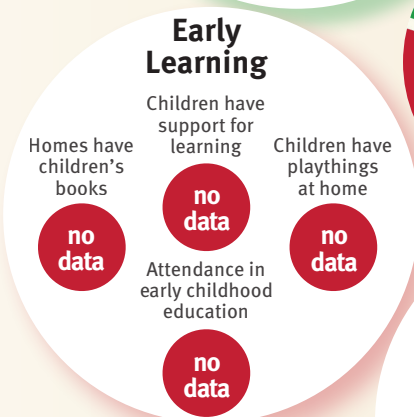 Early
Learning
Children have
support for
learning
no
data
Homes have
children's
books
no
data
Children have
playthings
at home
no
data
Attendance in
early childhood
education
no
data